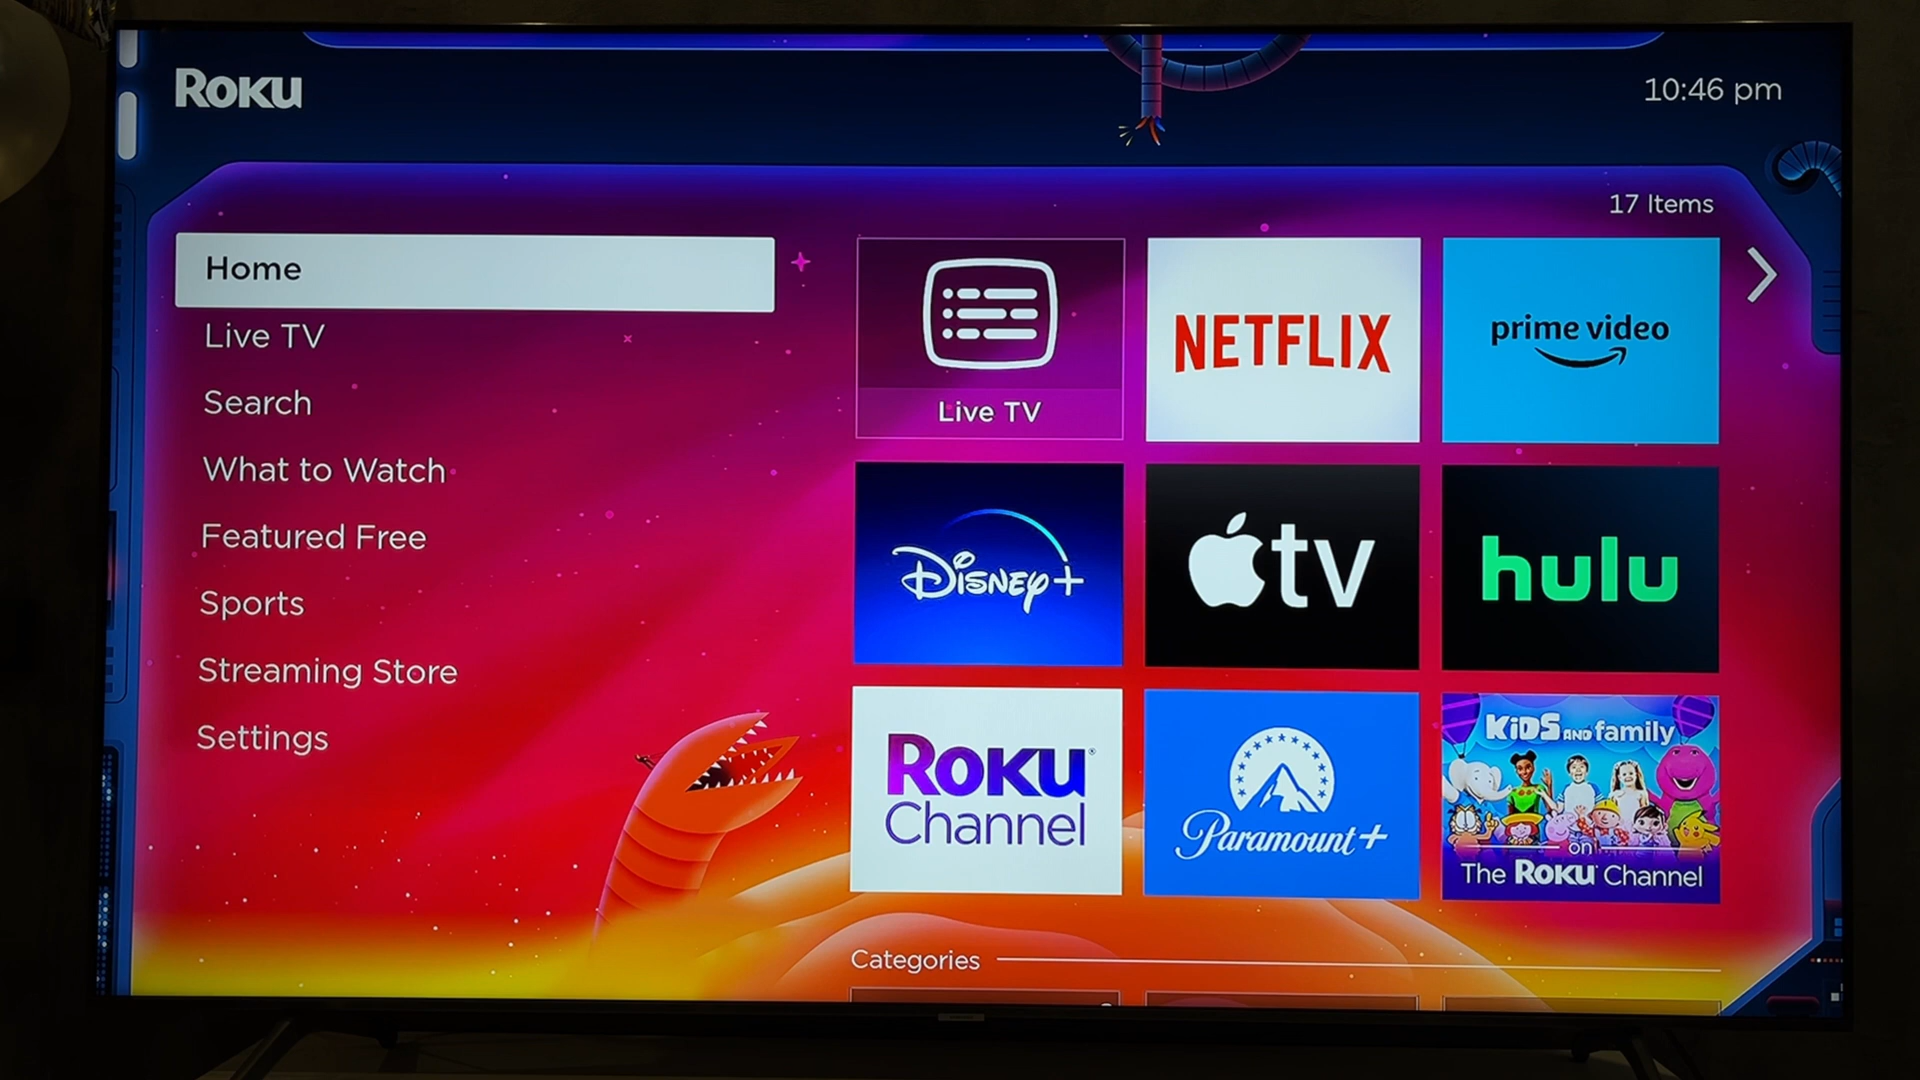 ROKU
10:46 pm
17 Items
Home
Live TV
Search
What to Watch
Featured Free
Sports
Streaming Store
Settings
Live TV
NETFLIX
prime video
Disney+
tv
hulu
ROKU
Channel
Paramount+
KiDS AND family
on
The ROKU Channel
Categories